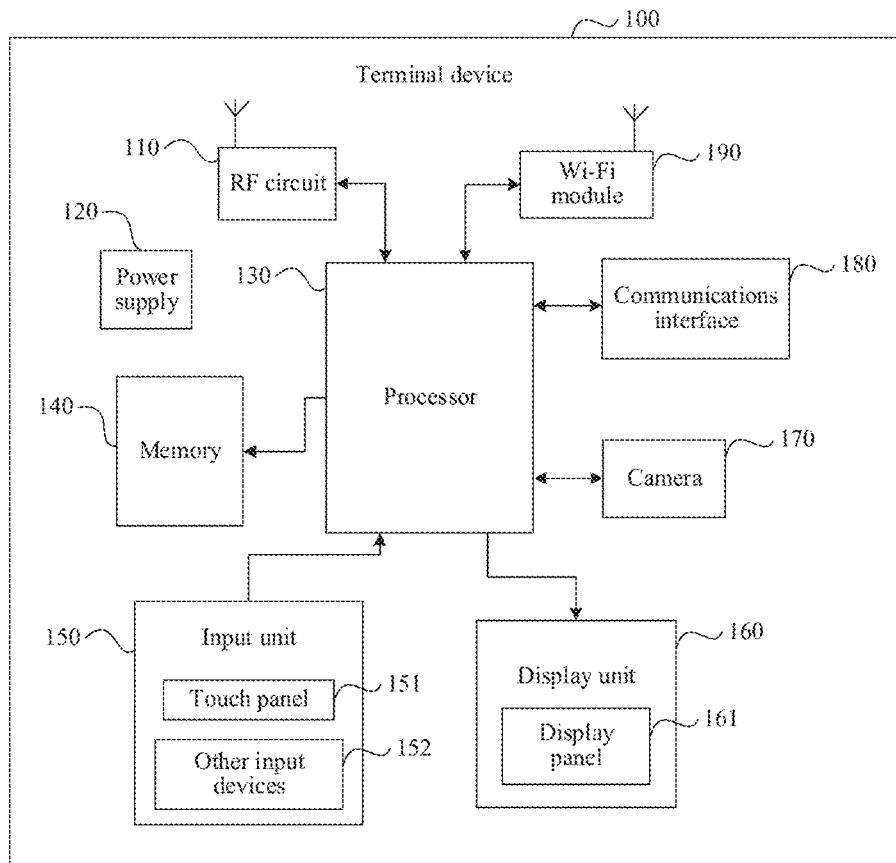 100
Terminal device
110
RF circuit
Wi-Fi
module
190
120
Power
supply
130
Processor
180
Communications
interface
140
Memory
170
Camera
150
Input unit
Touch panel
151
Other input
devices
152
160
Display unit
Display
panel
161